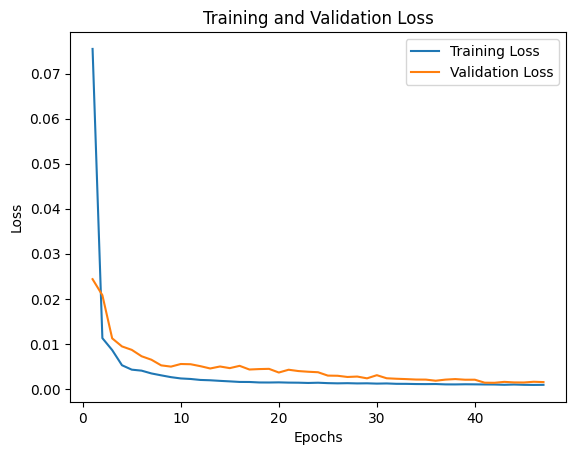 Training and Validation Loss
Training Loss
Validation Loss
0.07
0.06
0.05
0.04
0.03
0.02
0.01
0.00
Loss
0
10
20
30
40
Epochs